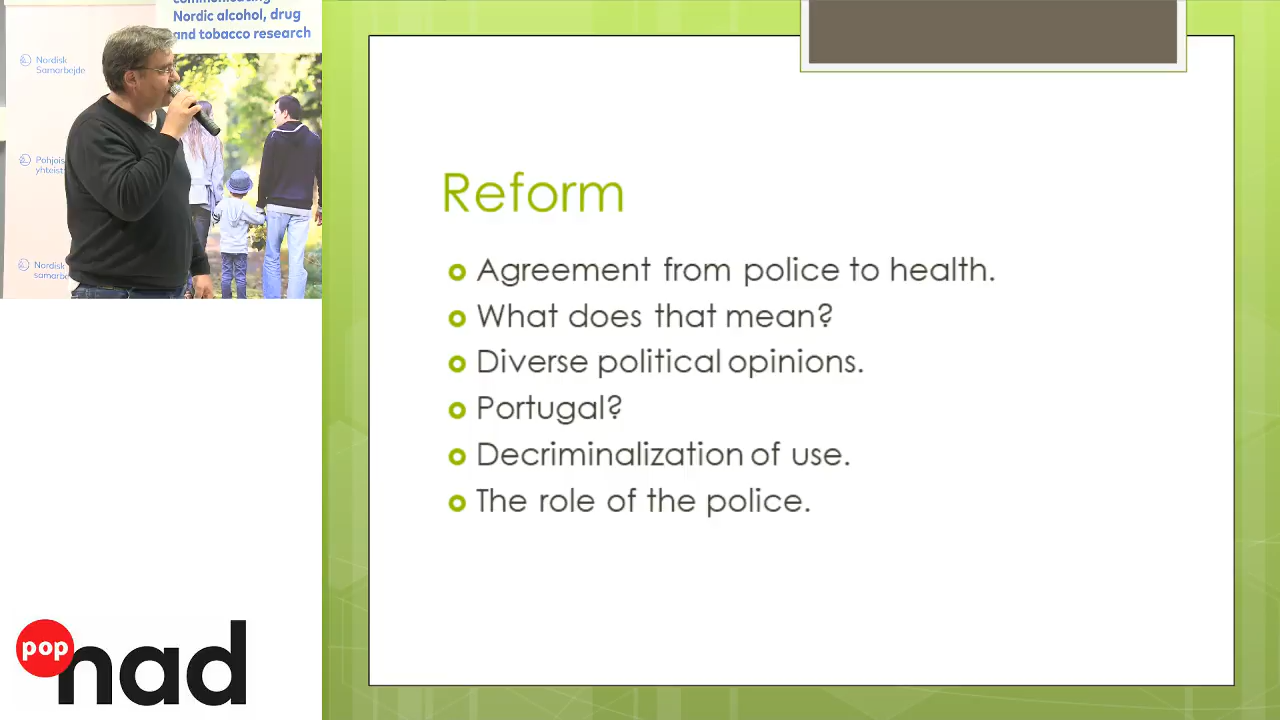 Nordic alcohol, drug
and tobacco research
Nordisk
Samarbejde
Pohjois
yhteist
Nordisk
samarbe
Reform
Agreement from police to health.
What does that mean?
Diverse political opinions.
Portugal?
Decriminalization of use.
The role of the police.
pop
nad